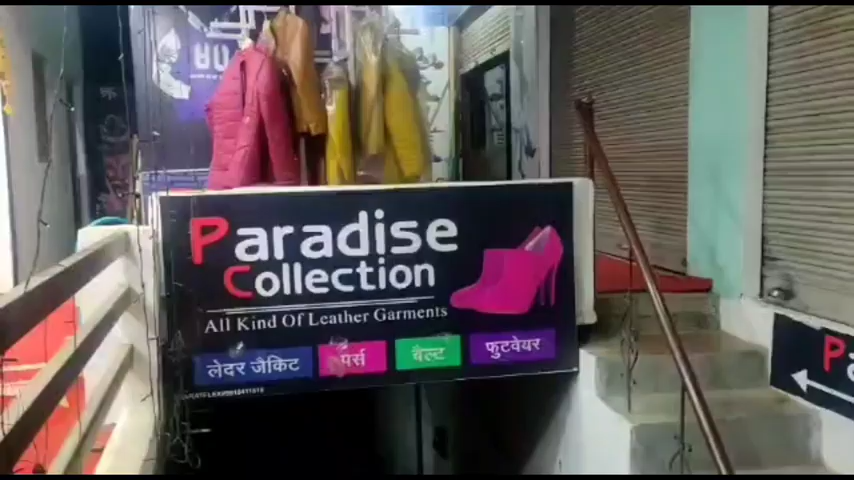 Paradise
Collection
All Kind Of Leather Garments
लेदर जैकिट
पर्स
बैल्ट
फुटवेयर